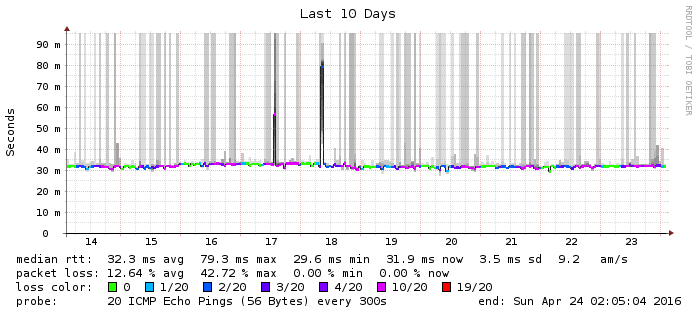 Last 10 Days
RRDTOOL / TOBI OETIKER
Seconds
90 m
80 m
70 m
60 m
50 m
40 m
30 m
20 m
10 m
0
14 15 16 17 18 19 20 21 22 23
median rtt: 32.3 ms avg 79.3 ms max 29.6 ms min 31.9 ms now 3.5 ms sd 9.2 am/s
packet loss: 12.64 % avg 42.72 % max 0.00 % min 0.00 % now
loss color: 0 1/20 2/20 3/20 4/20 10/20 19/20
probe: 20 ICMP Echo Pings (56 Bytes) every 300s end: Sun Apr 24 02:05:04 2016